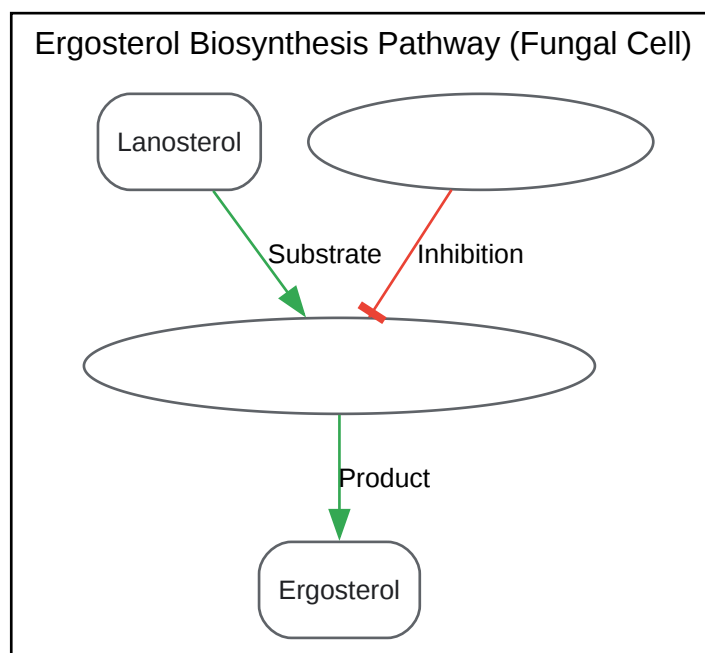 Ergosterol Biosynthesis Pathway (Fungal Cell)
Lanosterol
Substrate
Inhibition
Product
Ergosterol